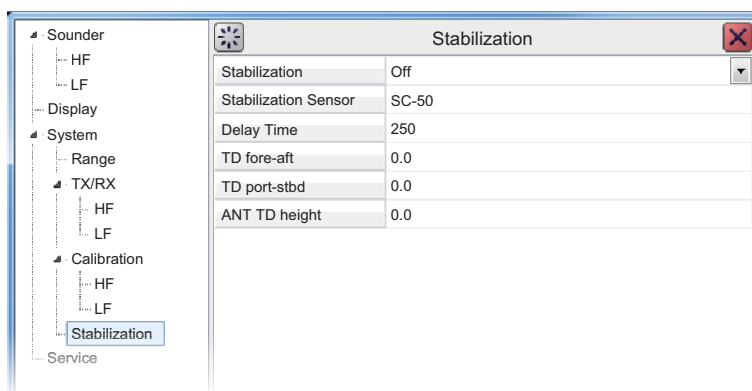 Sounder
HF
LF
Display
System
Range
TX/RX
HF
LF
Calibration
HF
LF
Stabilization
Service
Stabilization
Stabilization Off
Stabilization Sensor SC-50
Delay Time 250
TD fore-aft 0.0
TD port-stbd 0.0
ANT TD height 0.0